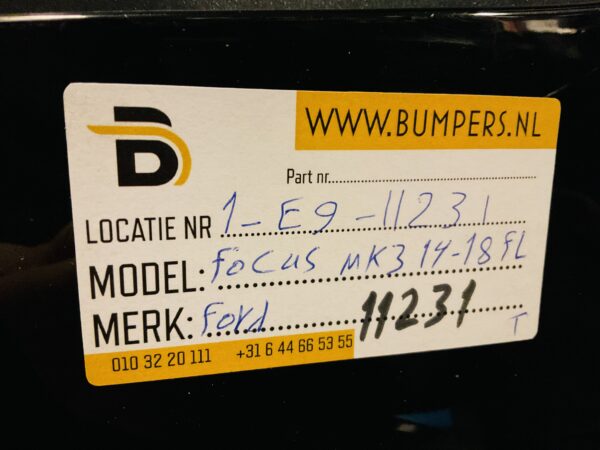 B
WWW.BUMPERS.NL
Part nr.
LOCATIE NR 1-E9-11231
MODEL: Focus MK3 14-18 FL
MERK: Ford 11231 T
010 32 20 111 +31 6 44 66 53 55